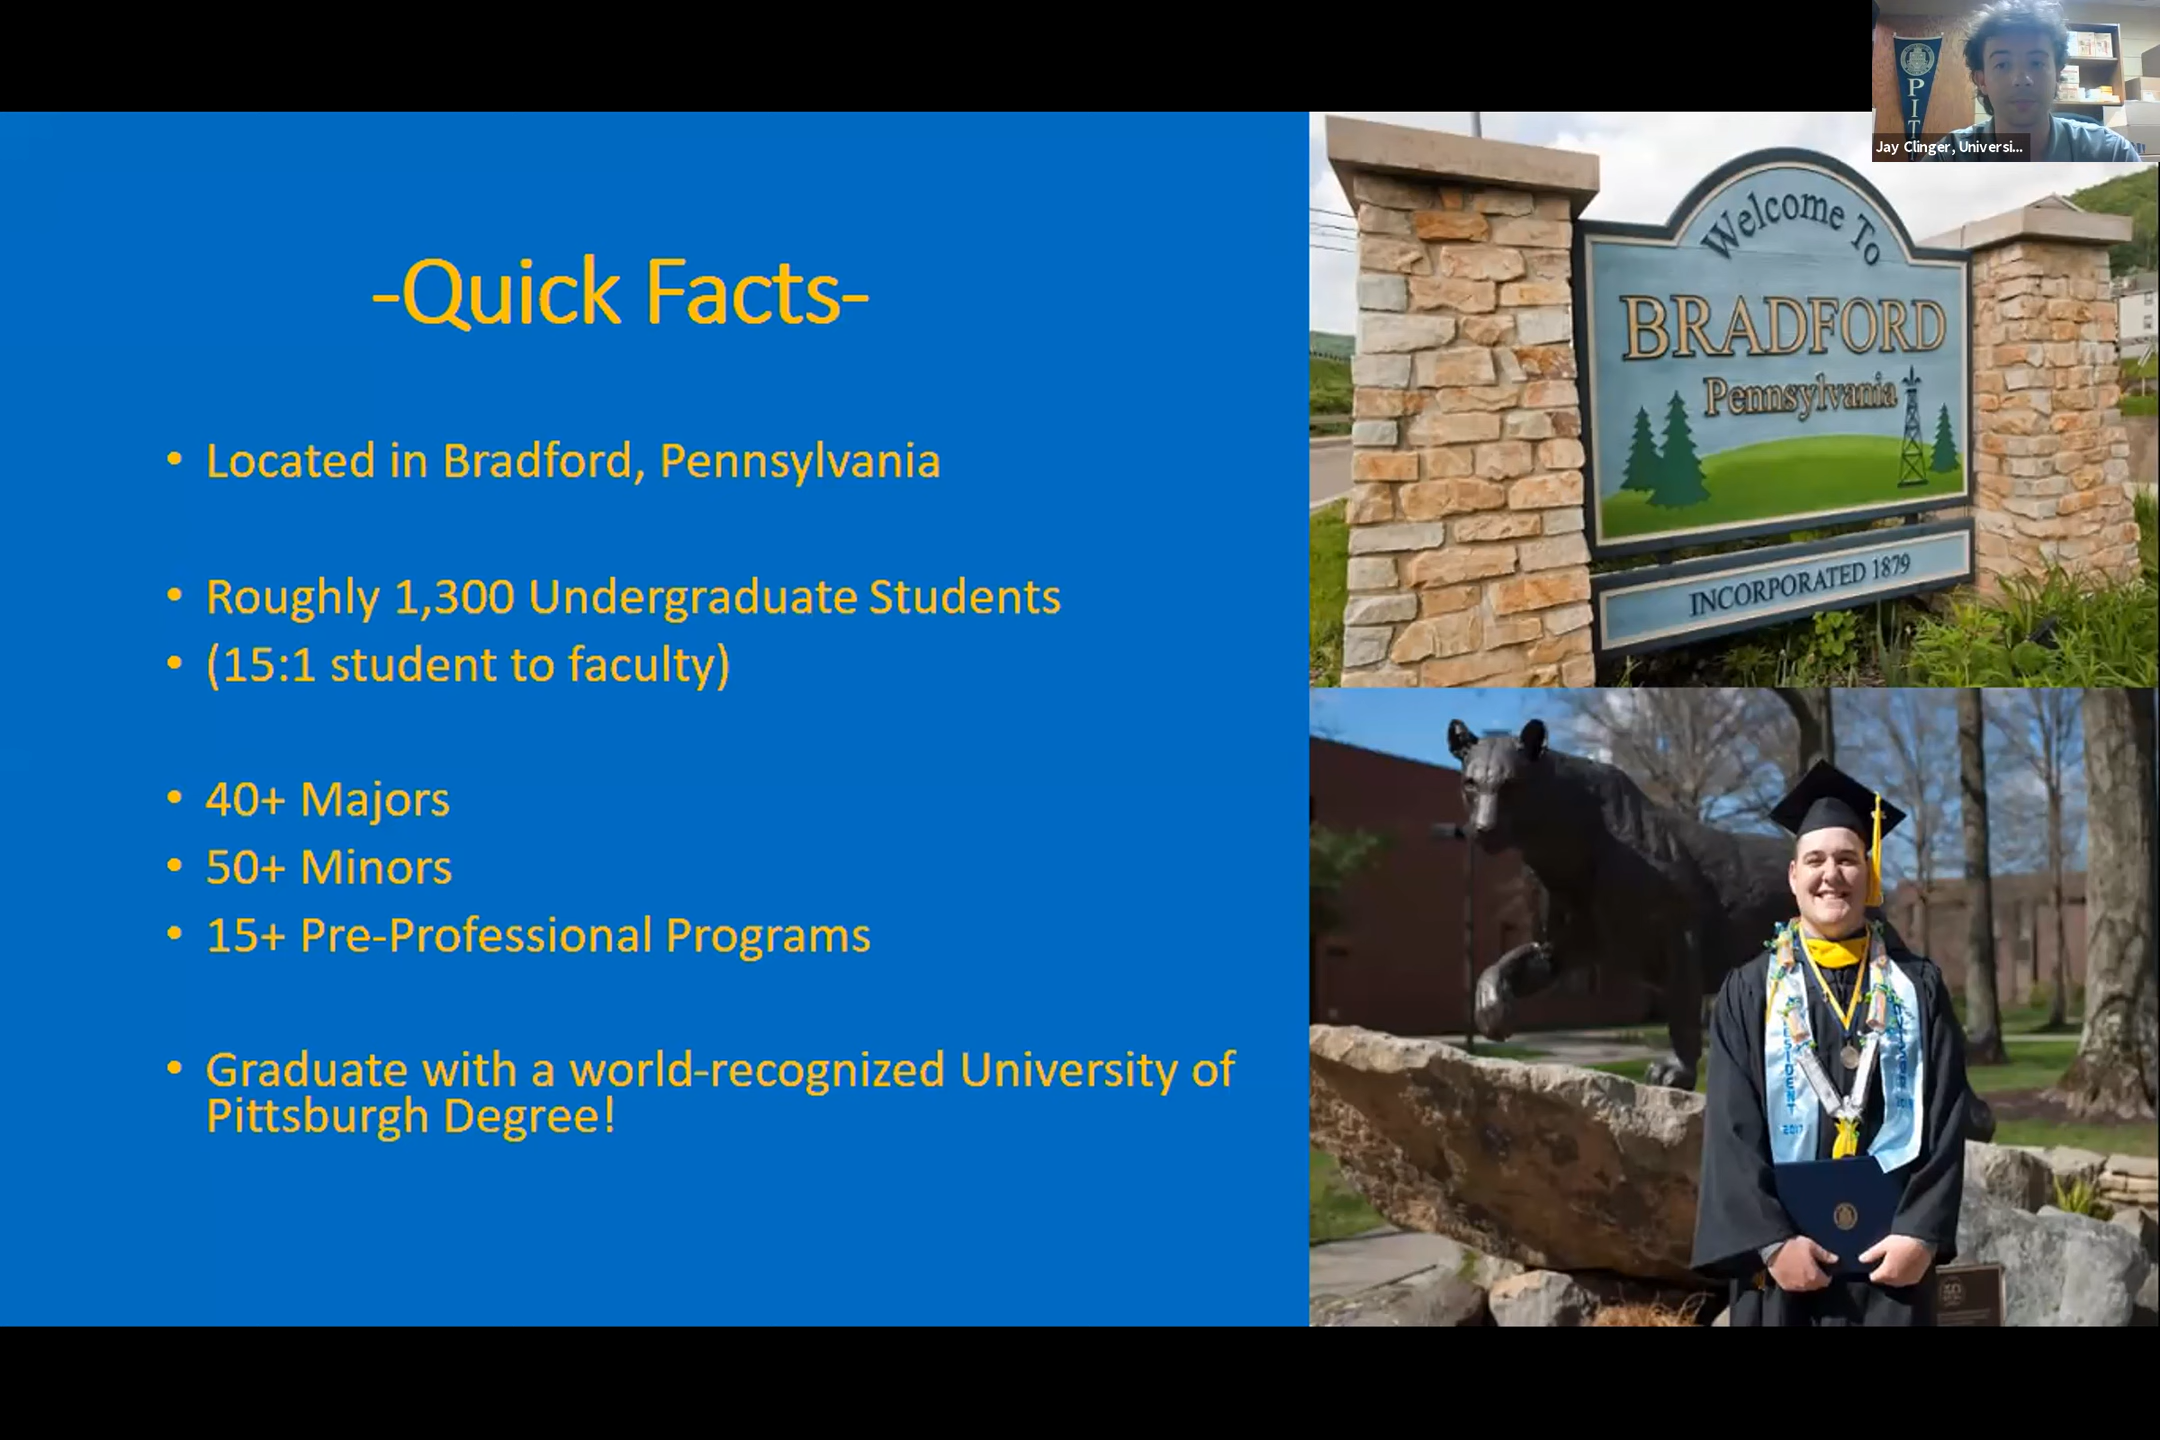 -Quick Facts-
• Located in Bradford, Pennsylvania
• Roughly 1,300 Undergraduate Students
• (15:1 student to faculty)
• 40+ Majors
• 50+ Minors
• 15+ Pre-Professional Programs
• Graduate with a world-recognized University of
Pittsburgh Degree!
PIT
Jay Clinger, Universi...
Welcome To
BRADFORD
Pennsylvania
INCORPORATED 1879
2017